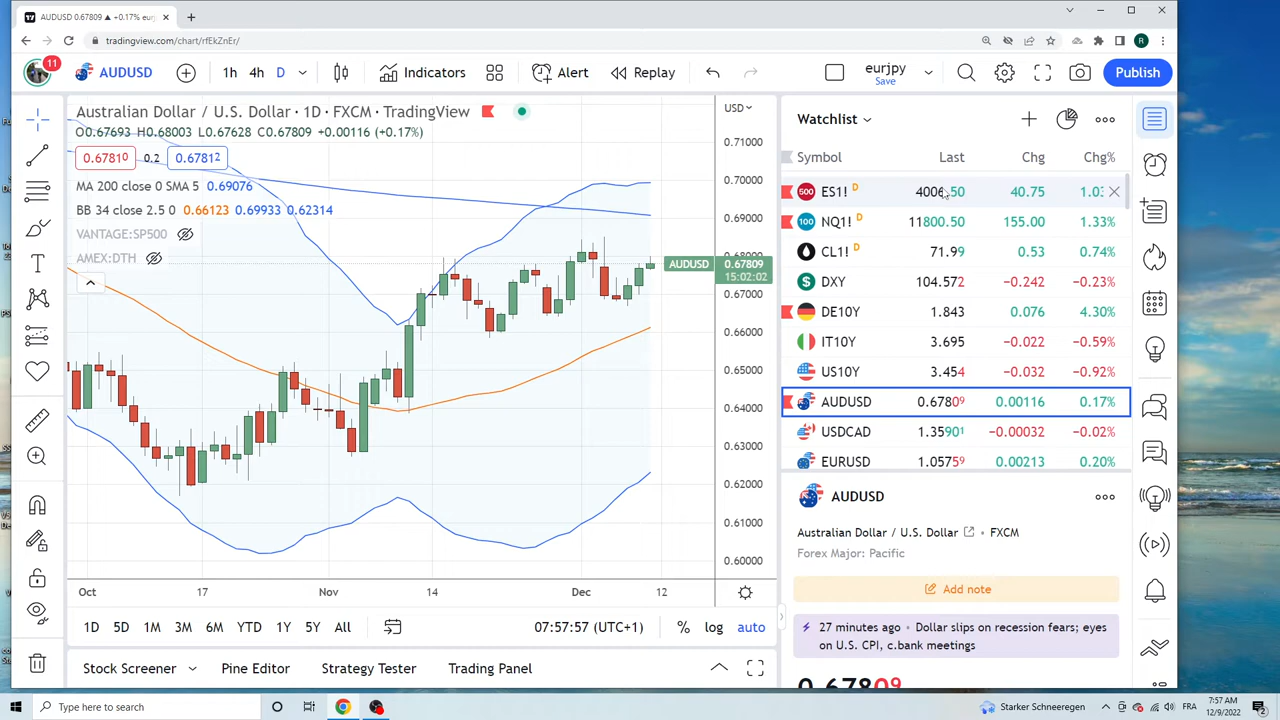 AUDUSD 0.67809 ▲ +0.17% eurj
tradingview.com/chart/rfEkZnEr/
R
11
AUDUSD
1h 4h D
Indicators
Alert
Replay
eurjpy
Save
Publish
Australian Dollar / U.S. Dollar · 1D · FXCM · TradingView
O0.67693 H0.68003 L0.67628 C0.67809 +0.00116 (+0.17%)
0.67810 0.2 0.67812
MA 200 close 0 SMA 5 0.69076
BB 34 close 2.5 0 0.66123 0.69933 0.62314
VANTAGE:SP500
AMEX:DTH
USD
0.71000
0.70000
0.69000
0.68000
AUDUSD 0.67809
15:02:02
0.67000
0.66000
0.65000
0.64000
0.63000
0.62000
0.61000
0.60000
Oct 17 Nov 14 Dec 12
1D 5D 1M 3M 6M YTD 1Y 5Y All
07:57:57 (UTC+1) % log auto
Stock Screener Pine Editor Strategy Tester Trading Panel
Watchlist
Symbol Last Chg Chg%
500 ES1! D 4006.50 40.75 1.03
100 NQ1! D 11800.50 155.00 1.33%
CL1! D 71.99 0.53 0.74%
DXY 104.572 −0.242 −0.23%
DE10Y 1.843 0.076 4.30%
IT10Y 3.695 −0.022 −0.59%
US10Y 3.454 −0.032 −0.92%
AUDUSD 0.67809 0.00116 0.17%
USDCAD 1.35901 −0.00032 −0.02%
EURUSD 1.05759 0.00213 0.20%
AUDUSD
Australian Dollar / U.S. Dollar • FXCM
Forex Major: Pacific
Add note
27 minutes ago • Dollar slips on recession fears; eyes
on U.S. CPI, c.bank meetings
0.67809
Type here to search
Starker Schneeregen
FRA
7:57 AM
12/9/2022
2